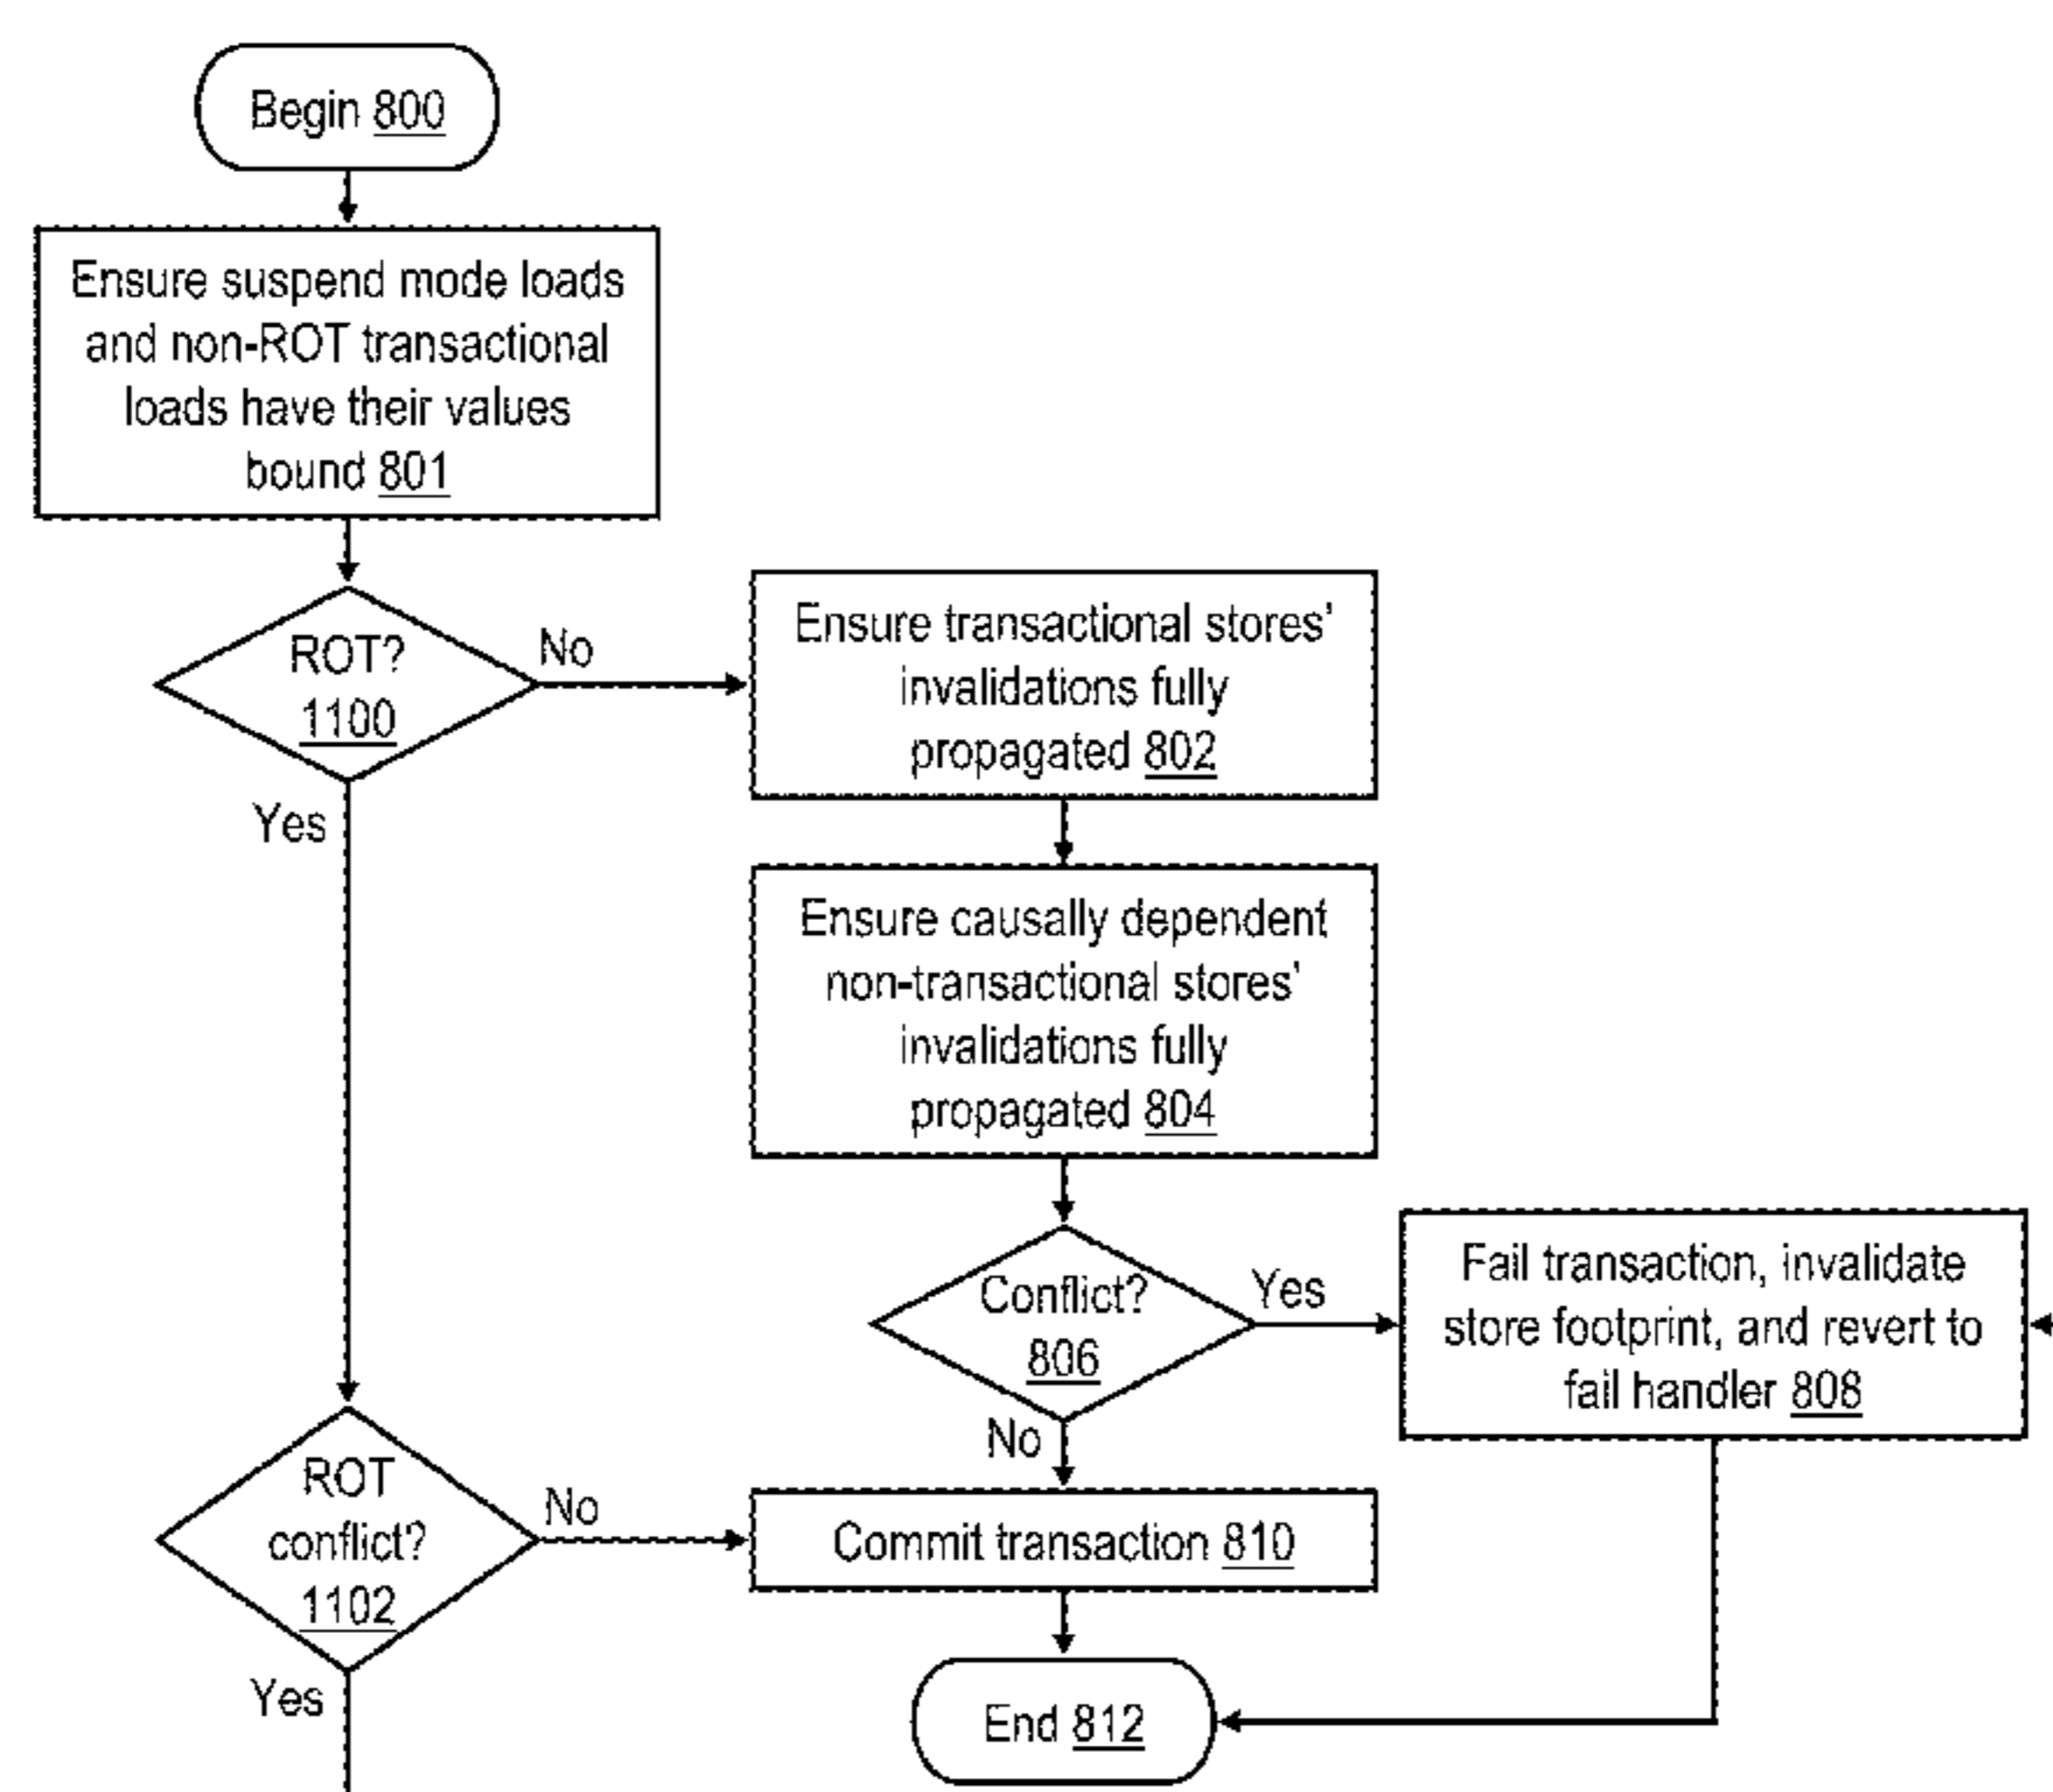 Begin 800
Ensure suspend mode loads
and non-ROT transactional
loads have their values
bound 801
ROT?
1100
No
Yes
Ensure transactional stores'
invalidations fully
propagated 802
Ensure causally dependent
non-transactional stores'
invalidations fully
propagated 804
Conflict?
806
Yes
No
Fail transaction, invalidate
store footprint, and revert to
fail handler 808
ROT
conflict?
1102
No
Yes
Commit transaction 810
End 812